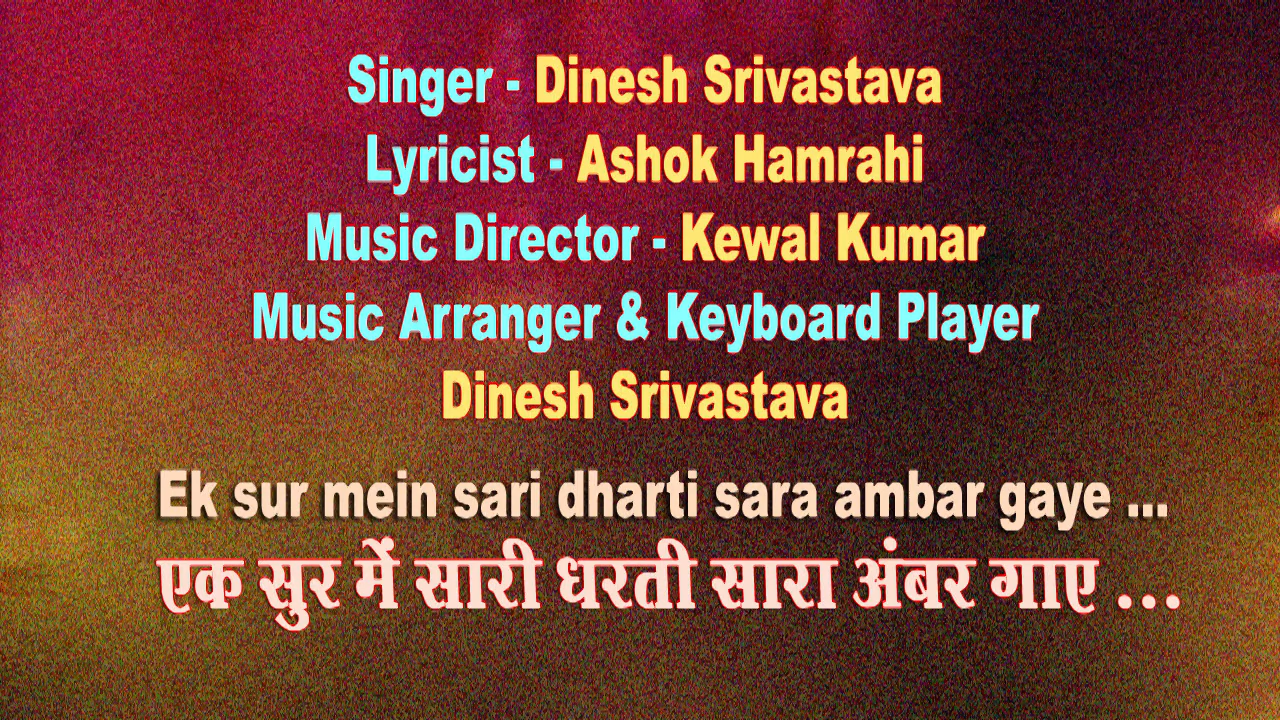 Singer - Dinesh Srivastava
Lyricist - Ashok Hamrahi
Music Director - Kewal Kumar
Music Arranger & Keyboard Player
Dinesh Srivastava
Ek sur mein sari dharti sara ambar gaye ...
एक सुर में सारी धरती सारा अंबर गाए ...